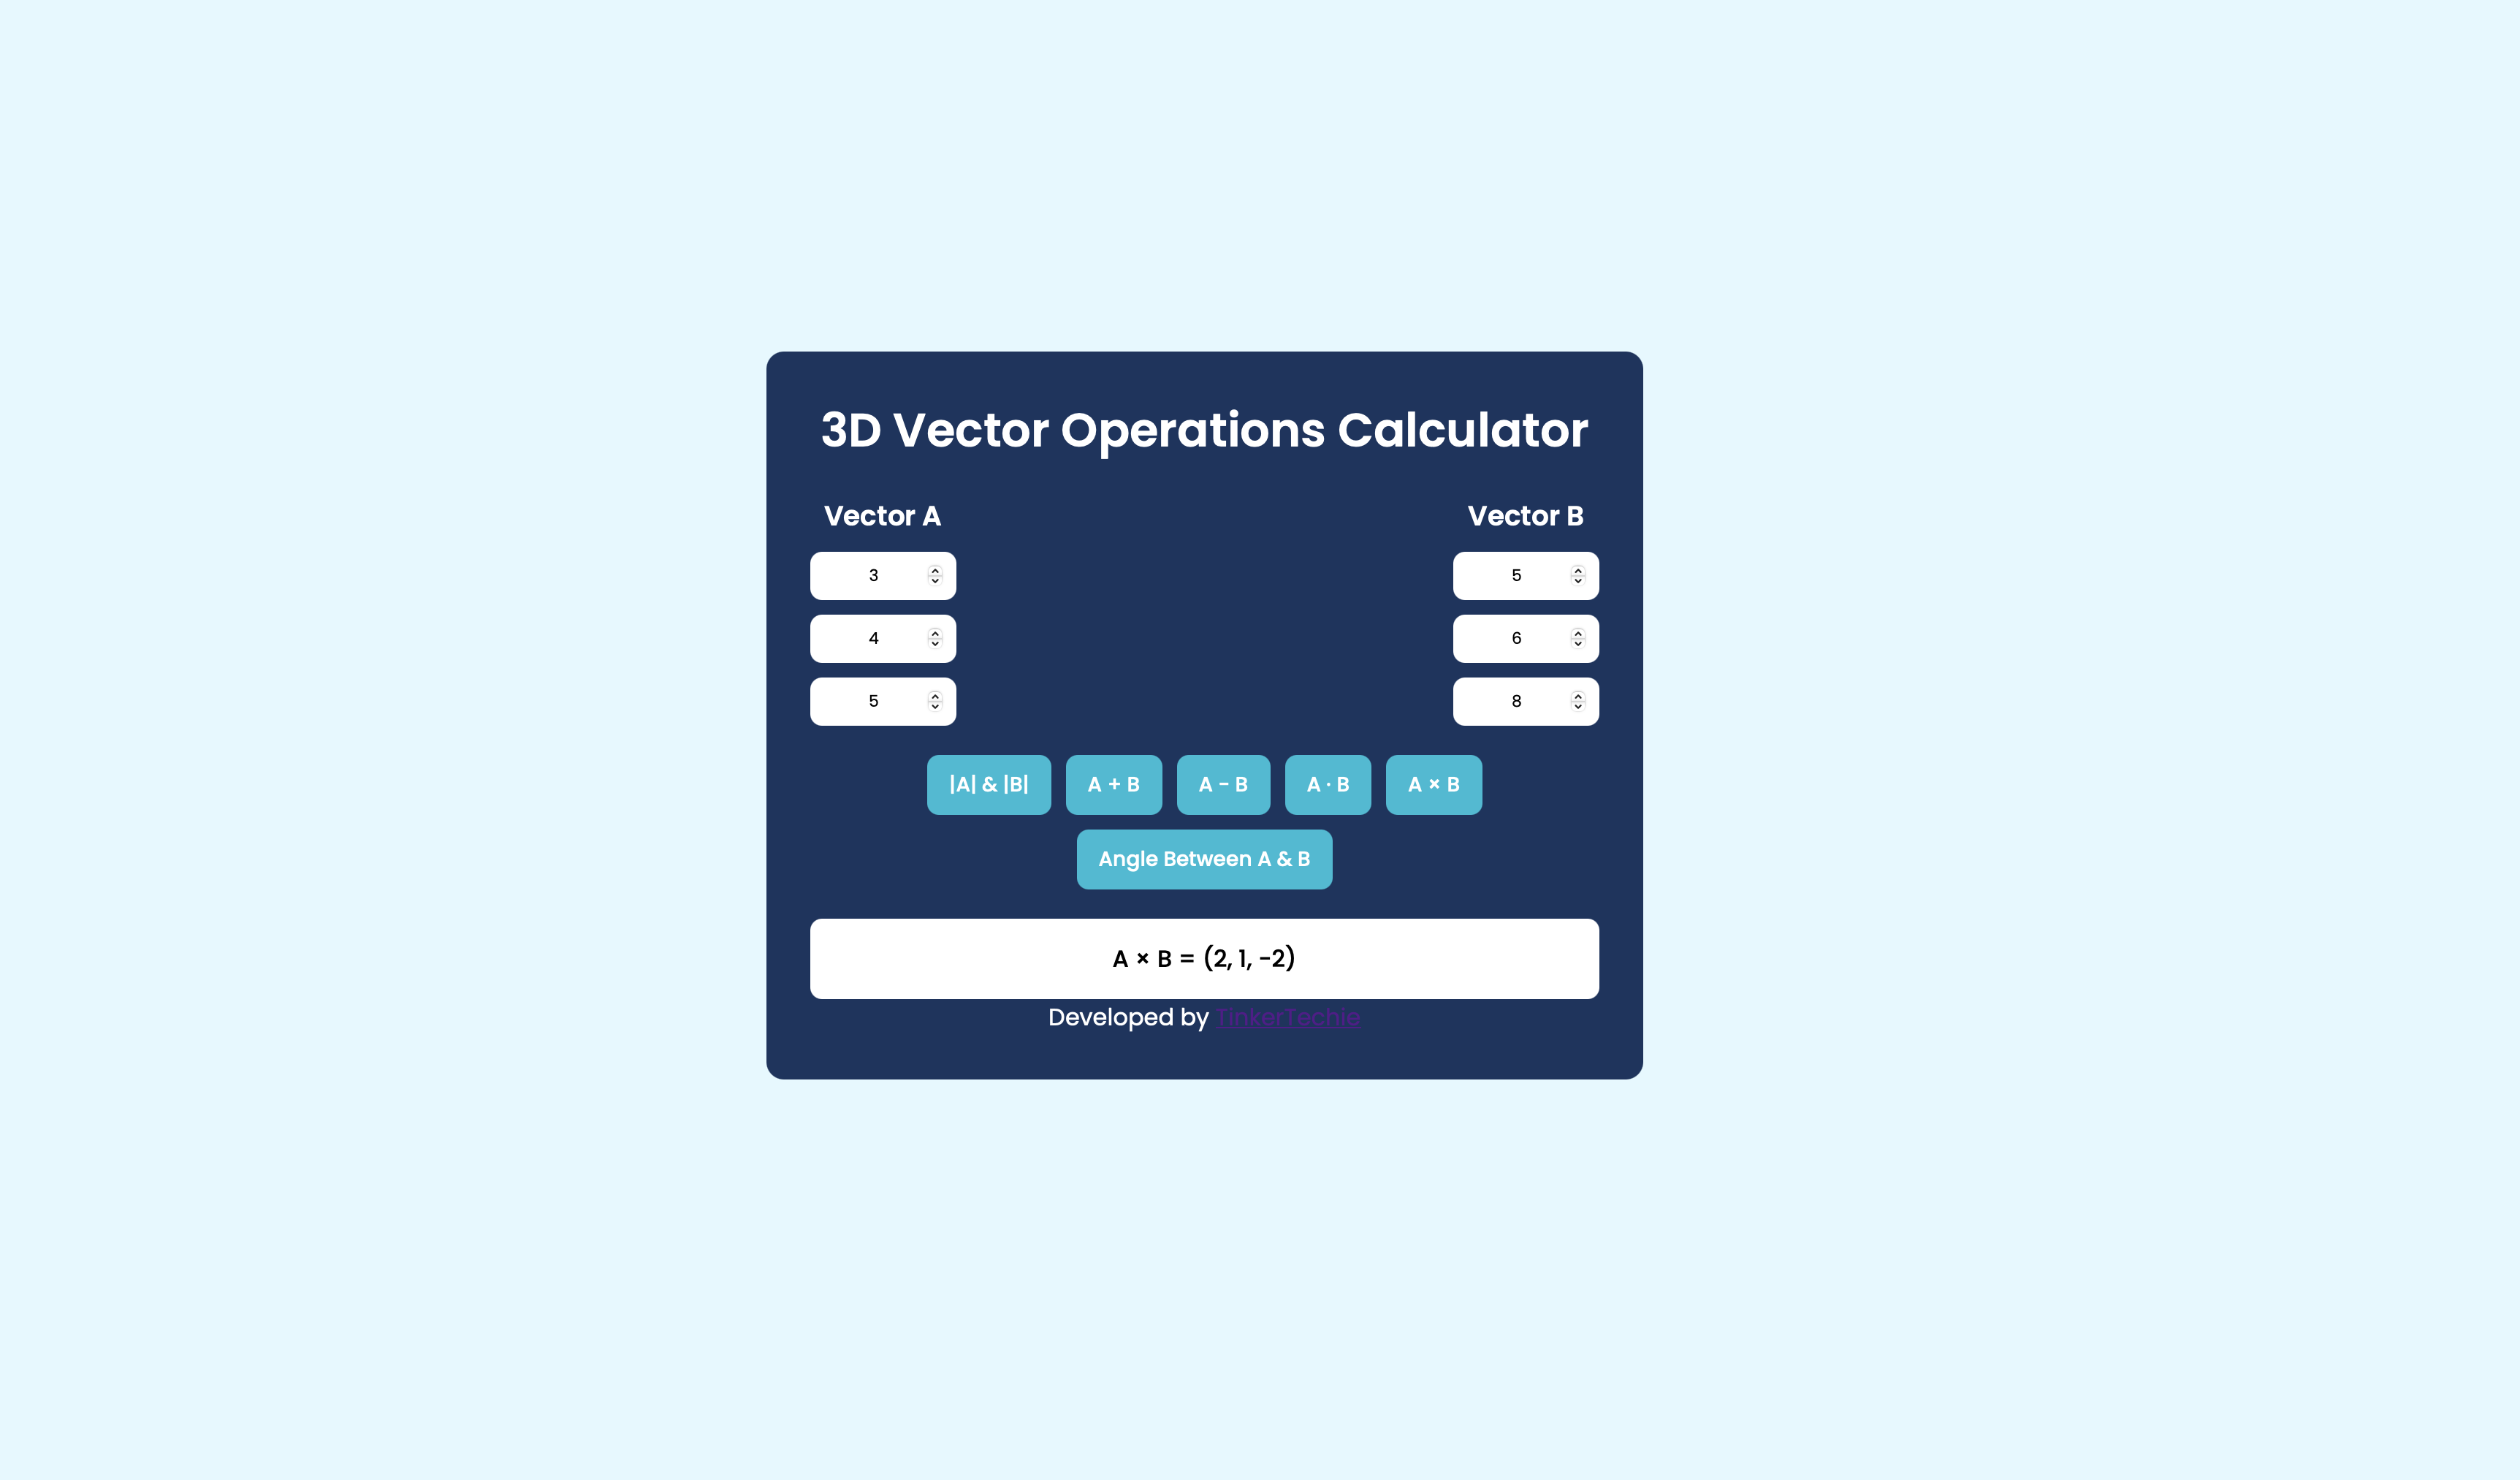 3D Vector Operations Calculator
Vector A
Vector B
3
5
4
6
5
8
|A| & |B|
A + B
A − B
A · B
A × B
Angle Between A & B
A × B = (2, 1, -2)
Developed by TinkerTechie